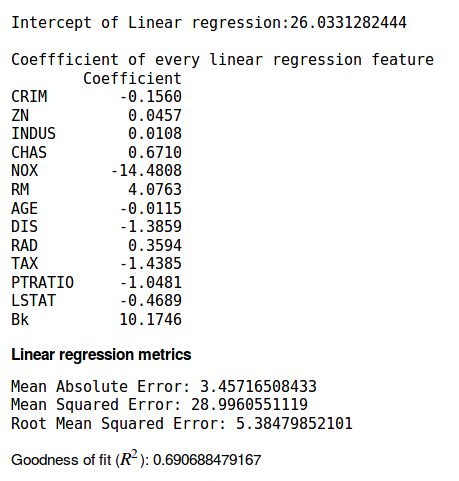 Intercept of Linear regression:26.0331282444
Coeffficient of every linear regression feature
Coefficient
CRIM -0.1560
ZN 0.0457
INDUS 0.0108
CHAS 0.6710
NOX -14.4808
RM 4.0763
AGE -0.0115
DIS -1.3859
RAD 0.3594
TAX -1.4385
PTRATIO -1.0481
LSTAT -0.4689
Bk 10.1746
Linear regression metrics
Mean Absolute Error: 3.45716508433
Mean Squared Error: 28.9960551119
Root Mean Squared Error: 5.38479852101
Goodness of fit (R²): 0.690688479167